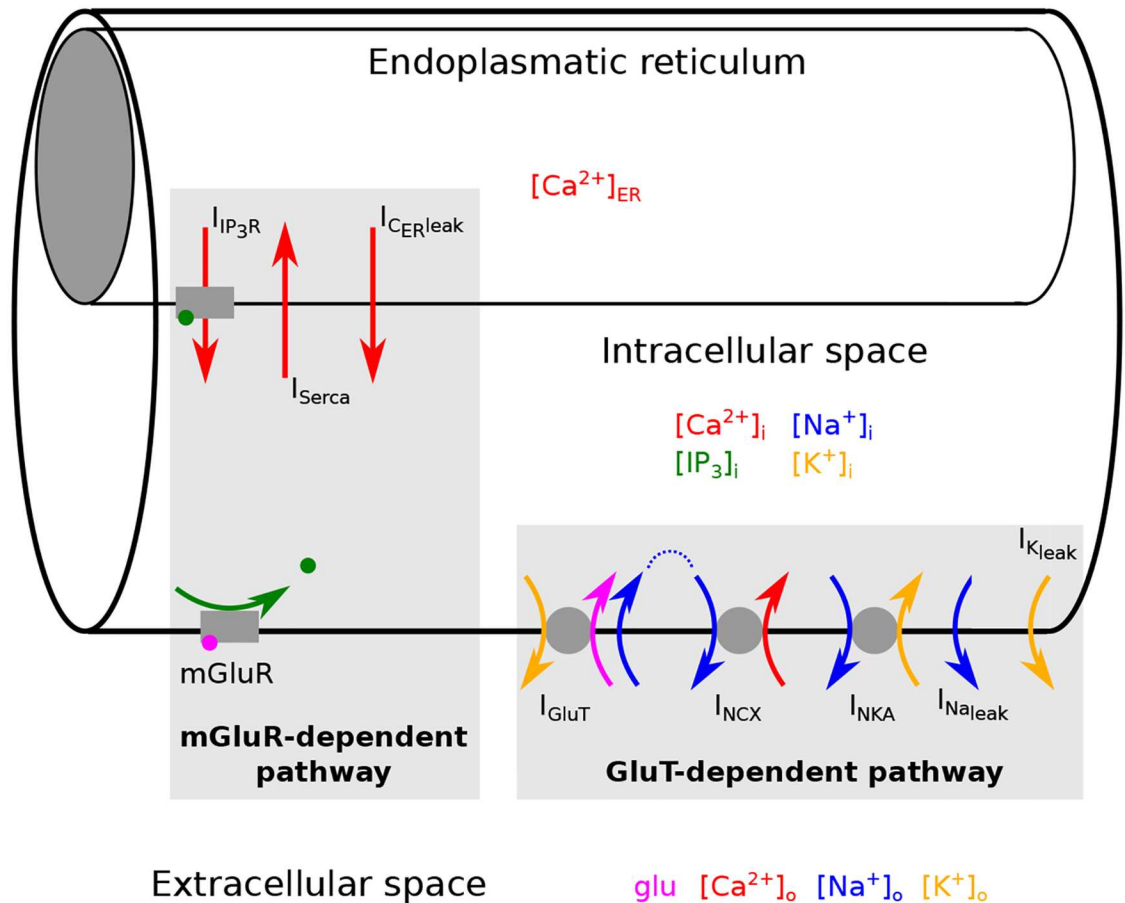 Endoplasmatic reticulum
[Ca²⁺]ER
I_IP₃R
I_CERleak
I_Serca
Intracellular space
[Ca²⁺]ᵢ [Na⁺]ᵢ
[IP₃]ᵢ [K⁺]ᵢ
I_Kleak
mGluR
I_GluT I_NCX I_NKA I_Naleak
mGluR-dependent
pathway
GluT-dependent pathway
Extracellular space
glu [Ca²⁺]ₒ [Na⁺]ₒ [K⁺]ₒ